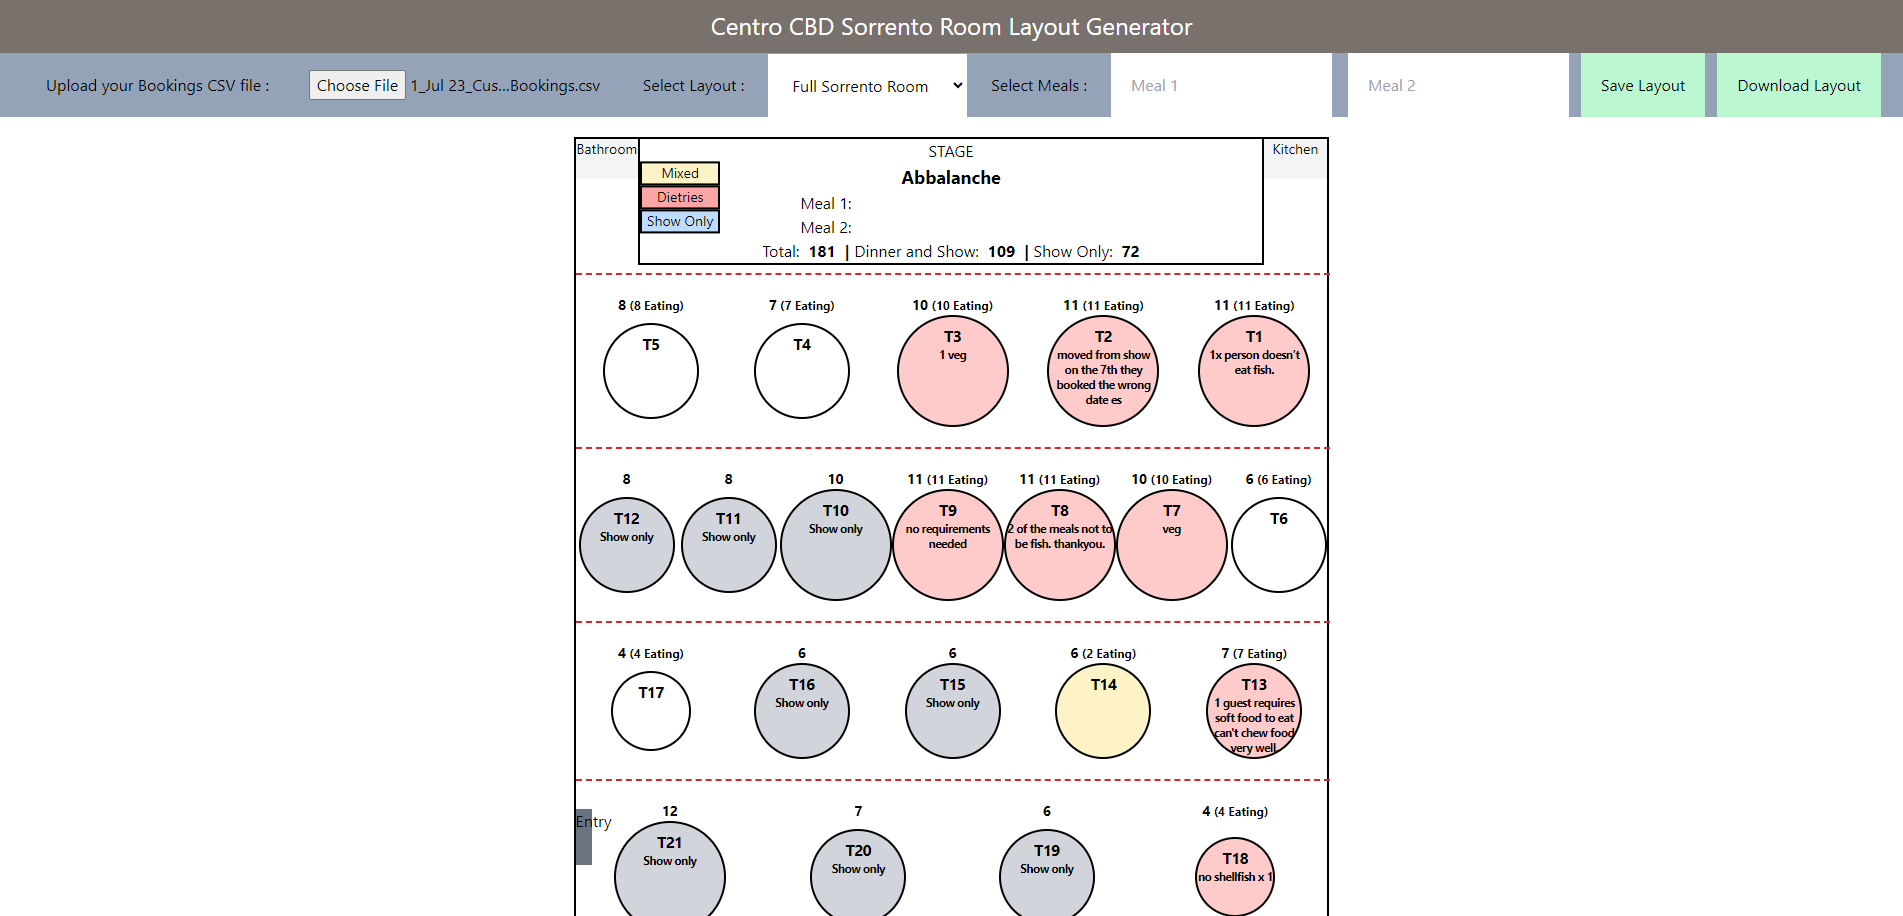 Centro CBD Sorrento Room Layout Generator
Upload your Bookings CSV file : Choose File 1_Jul 23_Cus...Bookings.csv Select Layout : Full Sorrento Room Select Meals : Meal 1 Meal 2 Save Layout Download Layout
Bathroom
STAGE
Kitchen
Mixed
Dietries
Show Only
Abbalanche
Meal 1:
Meal 2:
Total: 181 | Dinner and Show: 109 | Show Only: 72
8 (8 Eating)
T5
7 (7 Eating)
T4
10 (10 Eating)
T3
1 veg
11 (11 Eating)
T2
moved from show
on the 7th they
booked the wrong
date es
11 (11 Eating)
T1
1x person doesn't
eat fish.
8
T12
Show only
8
T11
Show only
10
T10
Show only
11 (11 Eating)
T9
no requirements
needed
11 (11 Eating)
T8
2 of the meals not to
be fish. thankyou.
10 (10 Eating)
T7
veg
6 (6 Eating)
T6
4 (4 Eating)
T17
6
T16
Show only
6
T15
Show only
6 (2 Eating)
T14
7 (7 Eating)
T13
1 guest requires
soft food to eat
can't chew food
very well.
Entry
12
T21
Show only
7
T20
Show only
6
T19
Show only
4 (4 Eating)
T18
no shellfish x 1